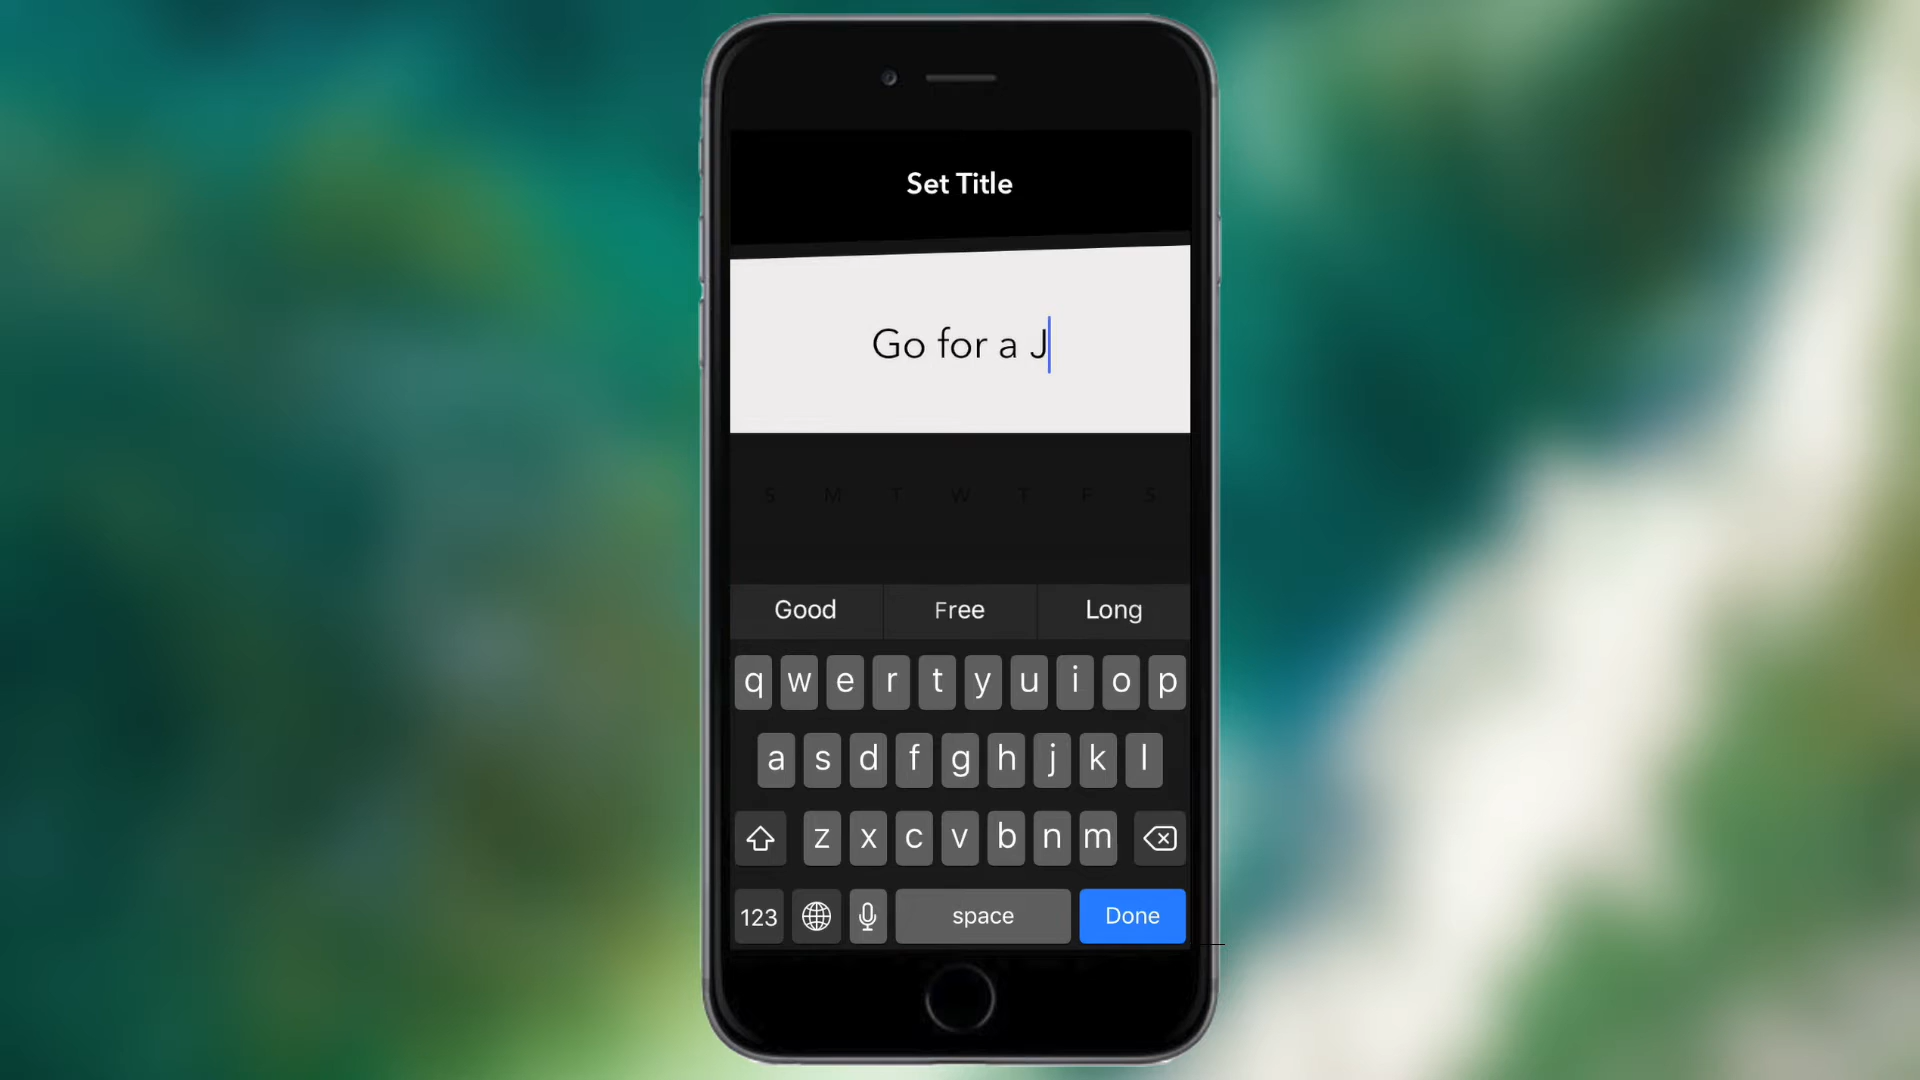 Set Title
Go for a J
S M T W T F S
Good Free Long
q w e r t y u i o p
a s d f g h j k l
z x c v b n m
123 space Done